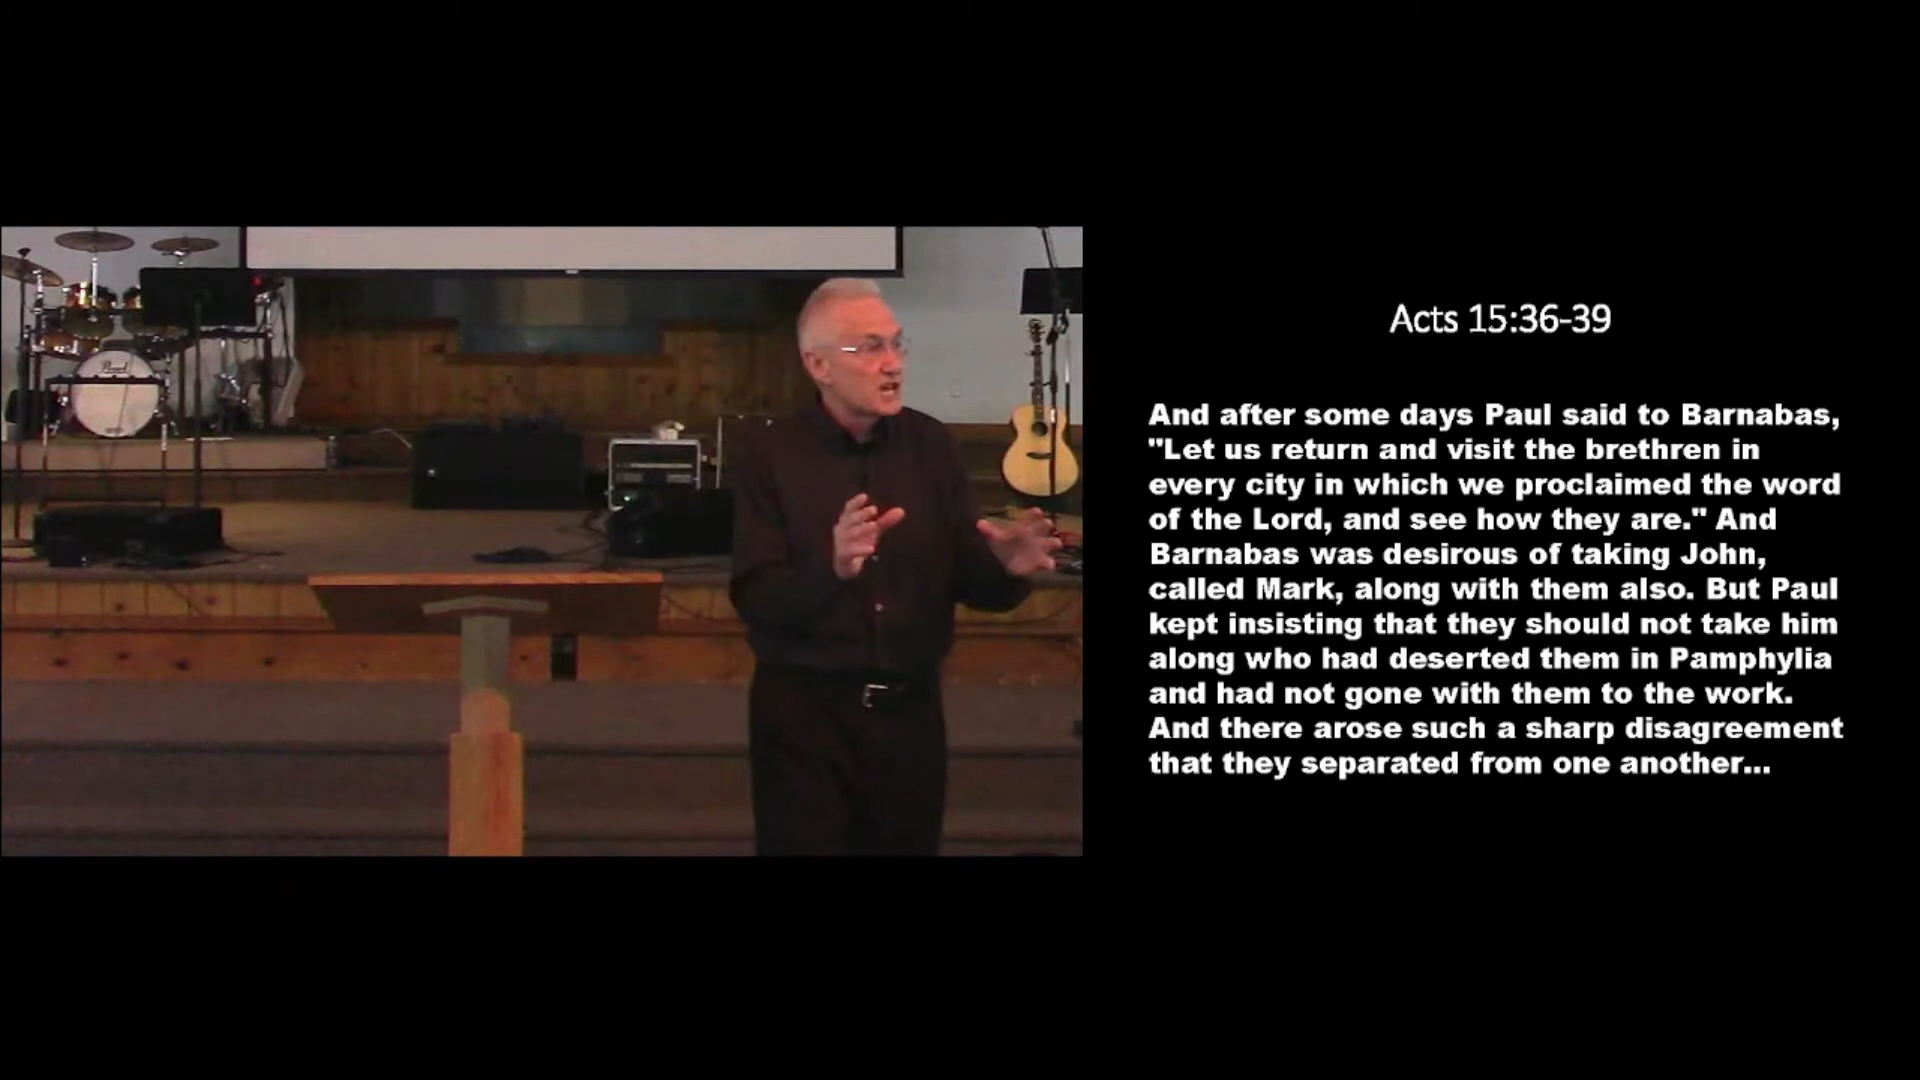 Pearl
Acts 15:36-39
And after some days Paul said to Barnabas,
"Let us return and visit the brethren in
every city in which we proclaimed the word
of the Lord, and see how they are." And
Barnabas was desirous of taking John,
called Mark, along with them also. But Paul
kept insisting that they should not take him
along who had deserted them in Pamphylia
and had not gone with them to the work.
And there arose such a sharp disagreement
that they separated from one another...